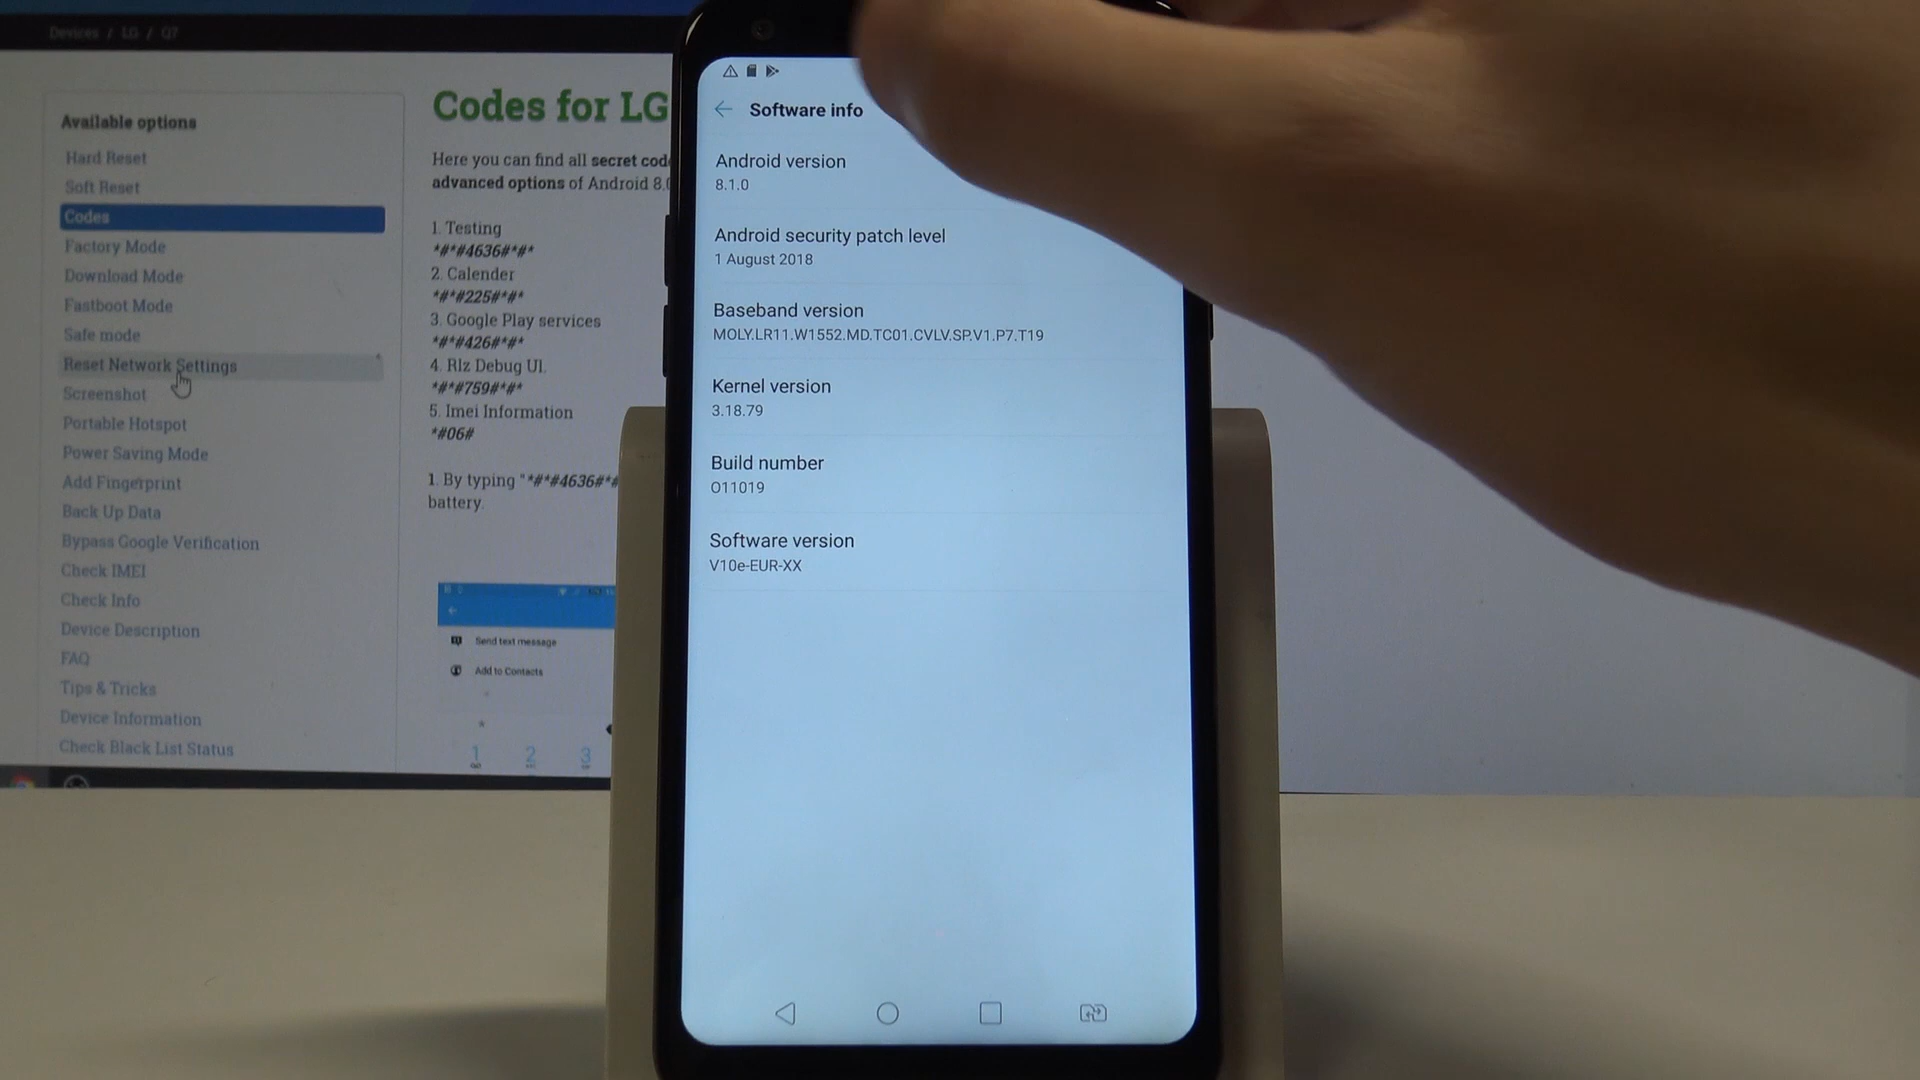 Devices / LG / Q7
Available options
Hard Reset
Soft Reset
Codes
Factory Mode
Download Mode
Fastboot Mode
Safe mode
Reset Network Settings
Screenshot
Portable Hotspot
Power Saving Mode
Add Fingerprint
Back Up Data
Bypass Google Verification
Check IMEI
Check Info
Device Description
FAQ
Tips & Tricks
Device Information
Check Black List Status
Codes for LG
Here you can find all secret
advanced options of Android 8.
1. Testing
*#*#4636#*#*
2. Calender
*#*#225#*#*
3. Google Play services
*#*#426#*#*
4. Rlz Debug UI.
*#*#759#*#*
5. Imei Information
*#06#
1. By typing "*#*#4636#*
battery.
Send text message
Add to Contacts
*
1 2 3
Software info
Android version
8.1.0
Android security patch level
1 August 2018
Baseband version
MOLY.LR11.W1552.MD.TC01.CVLV.SP.V1.P7.T19
Kernel version
3.18.79
Build number
O11019
Software version
V10e-EUR-XX